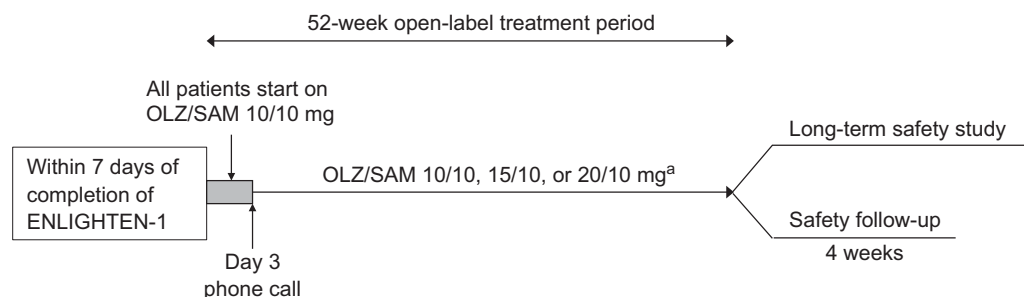 52-week open-label treatment period
All patients start on
OLZ/SAM 10/10 mg
Within 7 days of
completion of
ENLIGHTEN-1
OLZ/SAM 10/10, 15/10, or 20/10 mgᵃ
Day 3
phone call
Long-term safety study
Safety follow-up
4 weeks